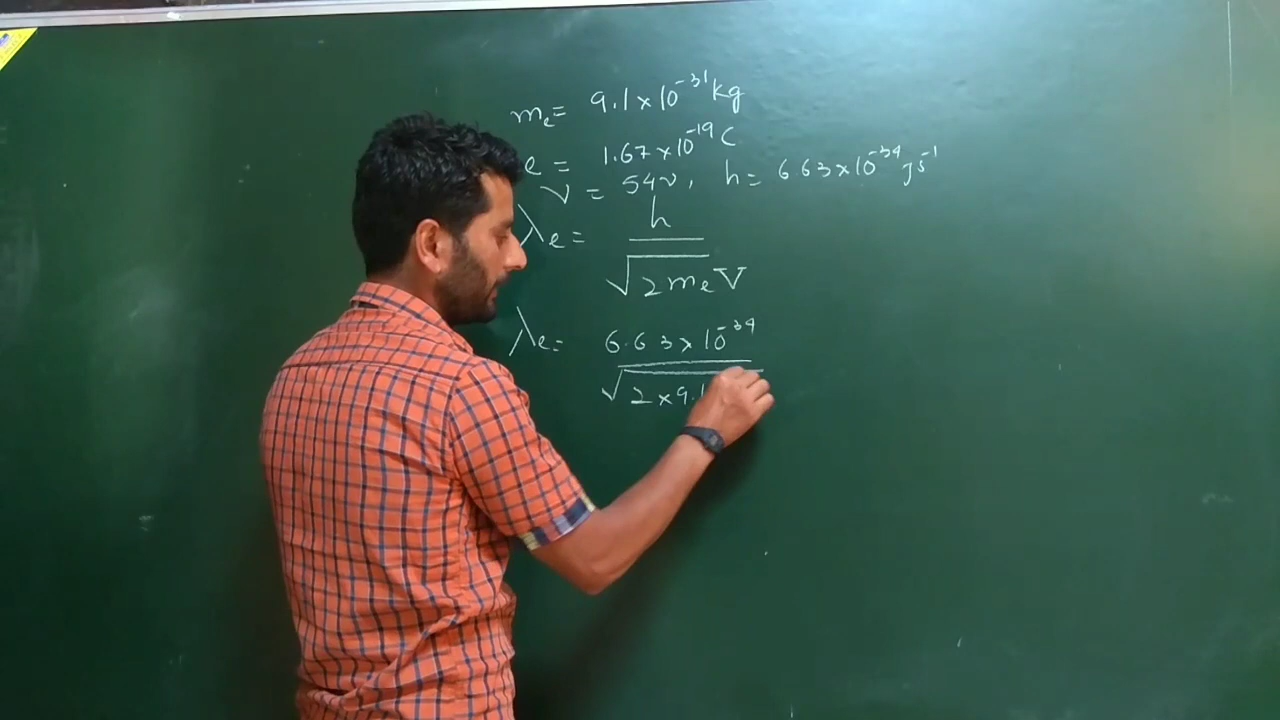 mₑ = 9.1 × 10⁻³¹ kg
e = 1.67 × 10⁻¹⁹ C
V = 54v, h = 6.63 × 10⁻³⁴ Js⁻¹
λₑ = h
√2mₑV
λₑ = 6.63 × 10⁻³⁴
√2 × 9.1